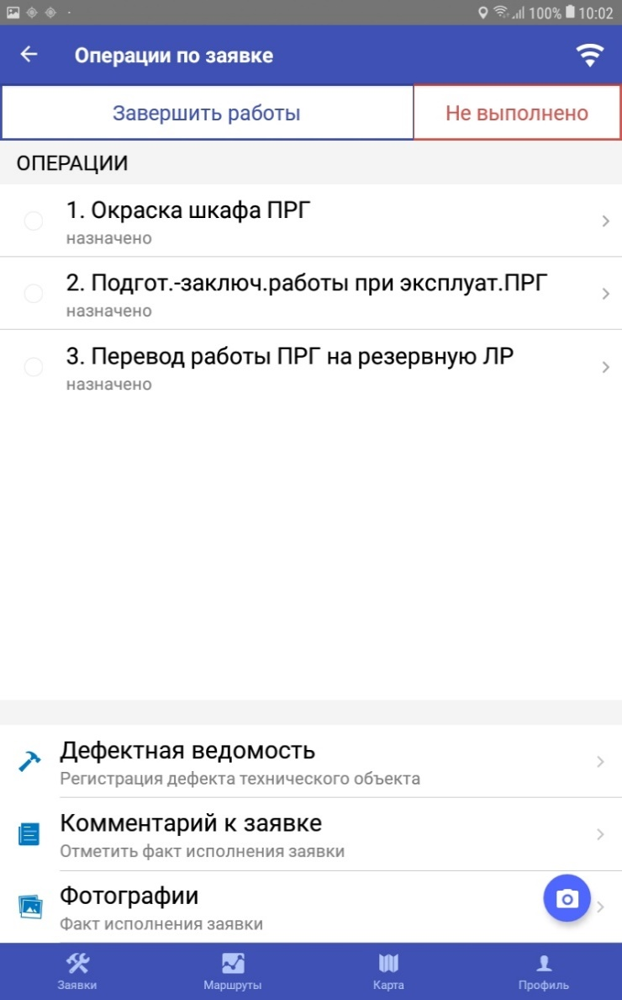 100% 10:02
Операции по заявке
Завершить работы
Не выполнено
ОПЕРАЦИИ
1. Окраска шкафа ПРГ
назначено
2. Подгот.-заключ.работы при эксплуат.ПРГ
назначено
3. Перевод работы ПРГ на резервную ЛР
назначено
Дефектная ведомость
Регистрация дефекта технического объекта
Комментарий к заявке
Отметить факт исполнения заявки
Фотографии
Факт исполнения заявки
Заявки
Маршруты
Карта
Профиль